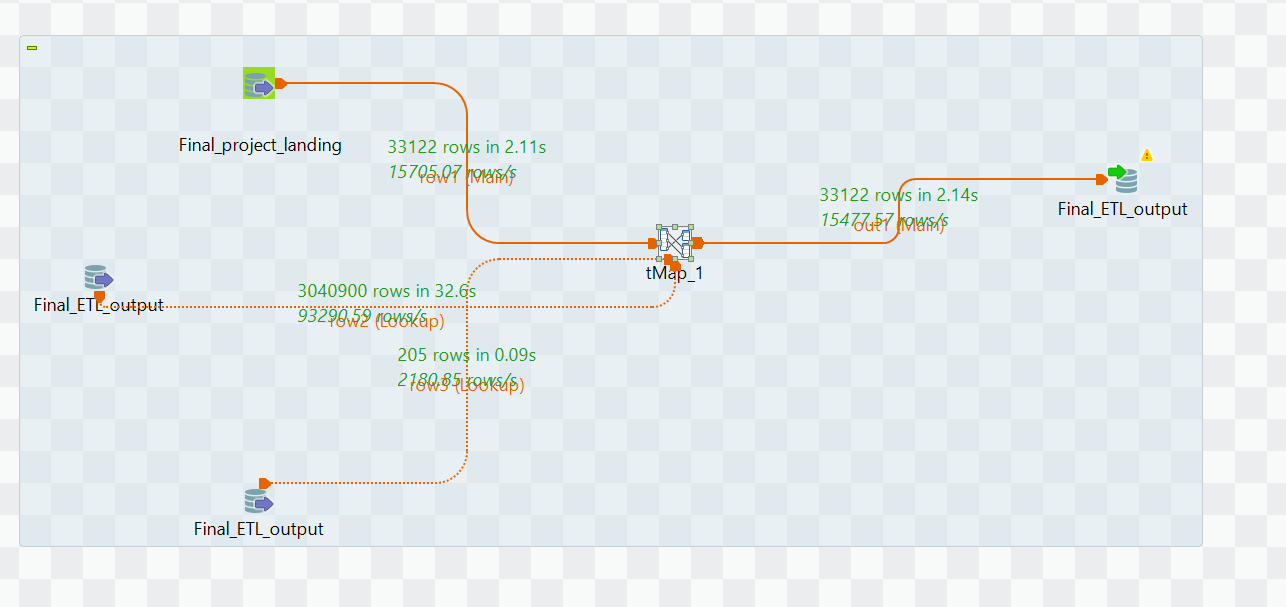 Final_project_landing
33122 rows in 2.11s
15705.07 rows/s
row1 (Main)
33122 rows in 2.14s
15477.57 rows/s
out1 (Main)
Final_ETL_output
tMap_1
Final_ETL_output
3040900 rows in 32.6s
93290.59 rows/s
row2 (Lookup)
205 rows in 0.09s
2180.85 rows/s
row3 (Lookup)
Final_ETL_output